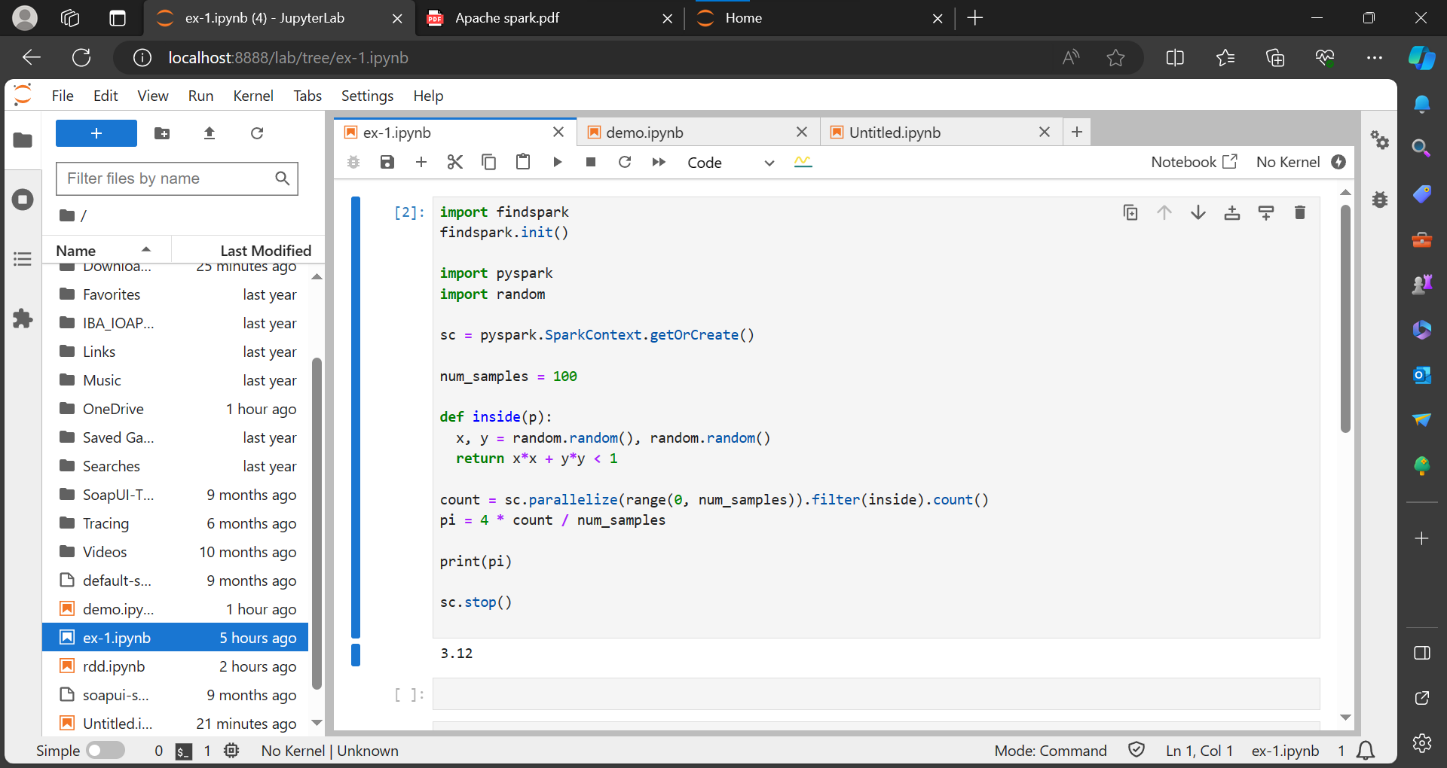 ex-1.ipynb (4) - JupyterLab
Apache spark.pdf
Home
localhost:8888/lab/tree/ex-1.ipynb
File Edit View Run Kernel Tabs Settings Help
ex-1.ipynb
demo.ipynb
Untitled.ipynb
Filter files by name
Code
Notebook
No Kernel
/
Name Last Modified
Downloa... 25 minutes ago
Favorites last year
IBA_IOAP... last year
Links last year
Music last year
OneDrive 1 hour ago
Saved Ga... last year
Searches last year
SoapUI-T... 9 months ago
Tracing 6 months ago
Videos 10 months ago
default-s... 9 months ago
demo.ipy... 1 hour ago
ex-1.ipynb 5 hours ago
rdd.ipynb 2 hours ago
soapui-s... 9 months ago
Untitled.i... 21 minutes ago
[2]:
import findspark
findspark.init()
import pyspark
import random
sc = pyspark.SparkContext.getOrCreate()
num_samples = 100
def inside(p):
  x, y = random.random(), random.random()
  return x*x + y*y < 1
count = sc.parallelize(range(0, num_samples)).filter(inside).count()
pi = 4 * count / num_samples
print(pi)
sc.stop()
3.12
[ ]:
Simple 0 $_ 1 No Kernel | Unknown
Mode: Command Ln 1, Col 1 ex-1.ipynb 1